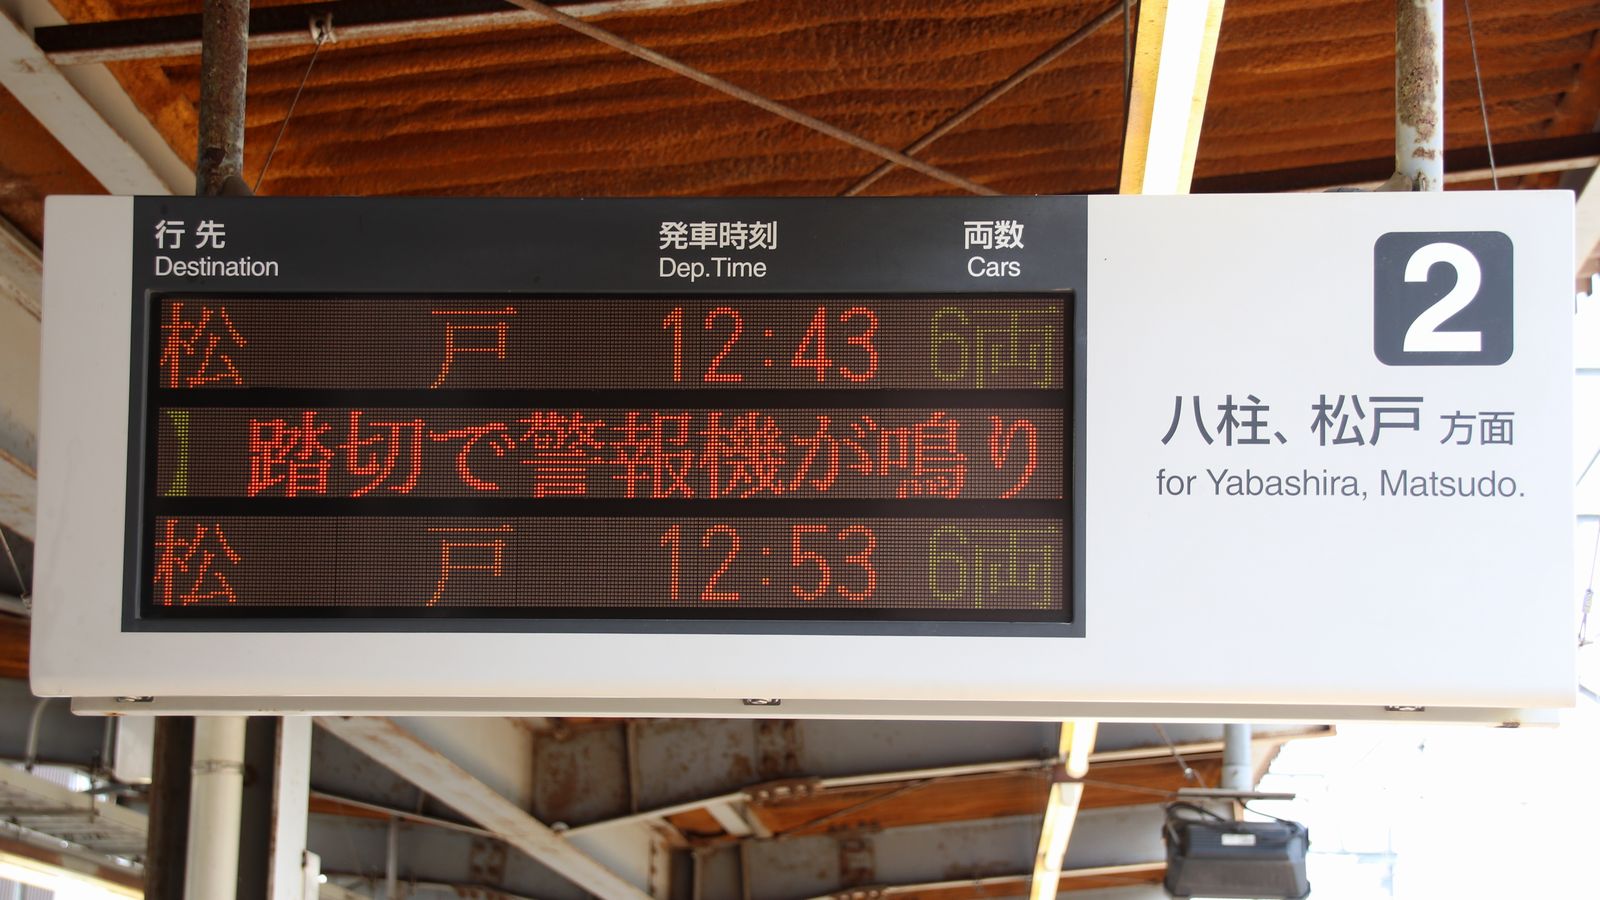 行先 発車時刻 両数
Destination Dep.Time Cars
松 戸 12:43 6両
】 踏切で警報機が鳴り
松 戸 12:53 6両
2
八柱、松戸 方面
for Yabashira, Matsudo.